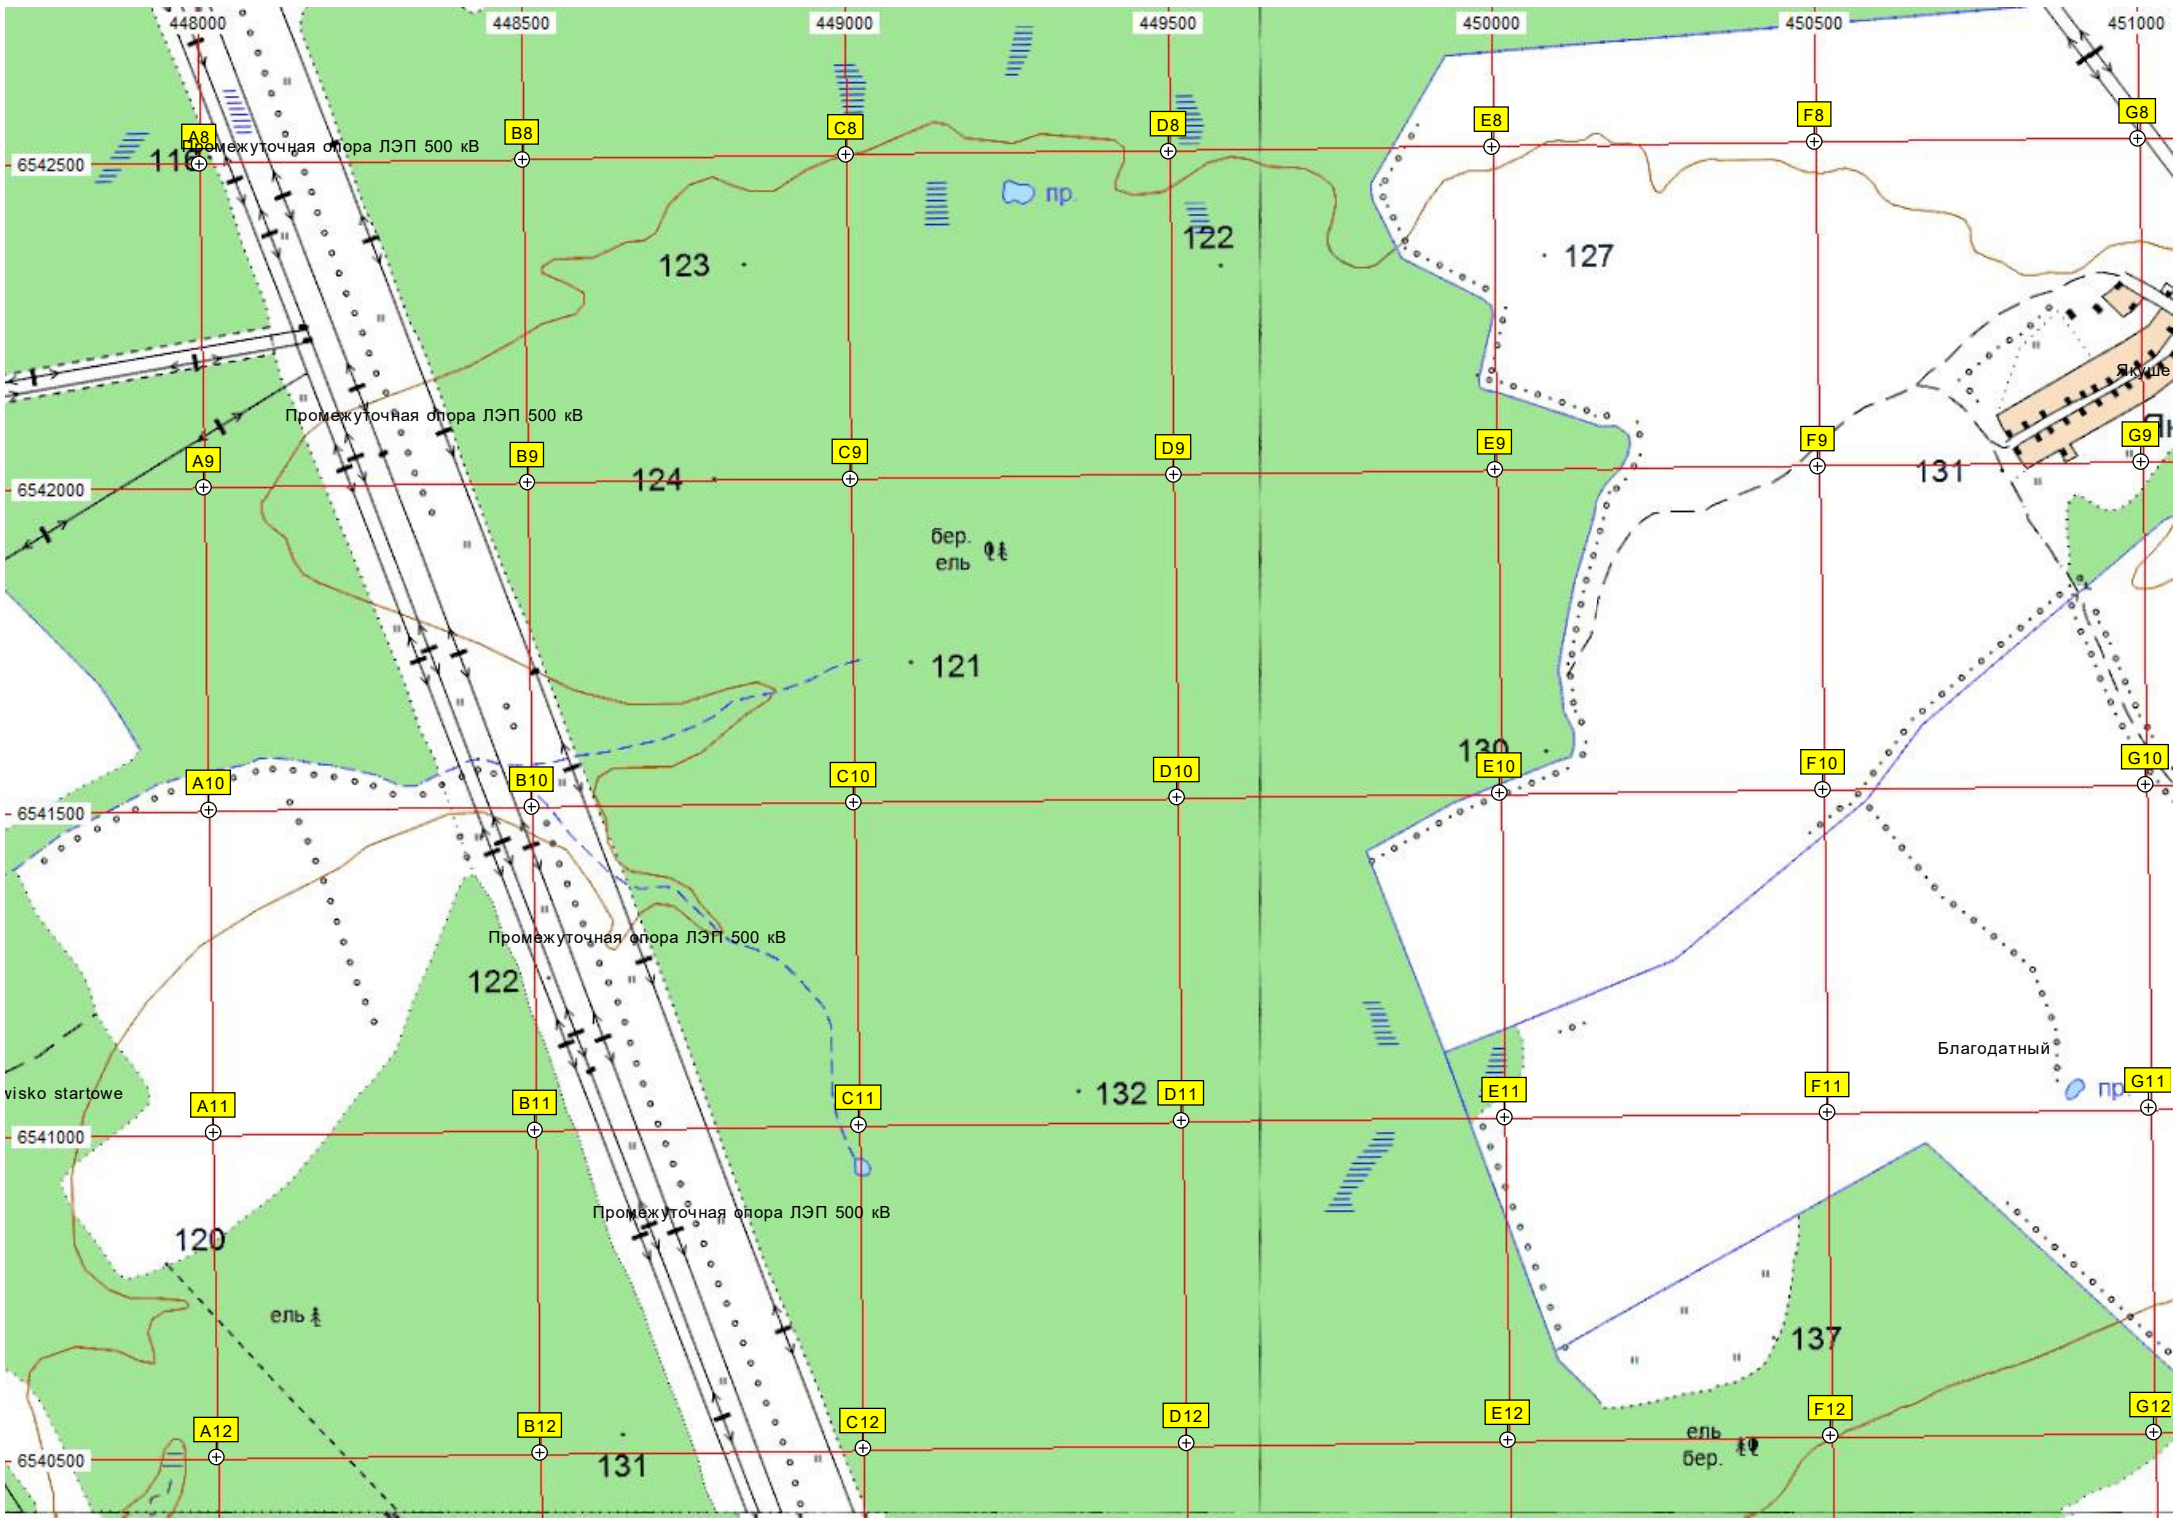 448000 448500 449000 449500 450000 450500 451000
A8 B8 C8 D8 E8 F8 G8
Промежуточная опора ЛЭП 500 кВ
6542500
пр.
122
123
127
Якуше
Промежуточная опора ЛЭП 500 кВ
A9 B9 C9 D9 E9 F9 G9
124
131
6542000
бер.
ель
121
130
A10 B10 C10 D10 E10 F10 G10
6541500
Промежуточная опора ЛЭП 500 кВ
122
Благодатный
wisko startowe
132
пр.
A11 B11 C11 D11 E11 F11 G11
6541000
Промежуточная опора ЛЭП 500 кВ
120
ель
137
A12 B12 C12 D12 E12 F12 G12
ель
бер.
6540500
131